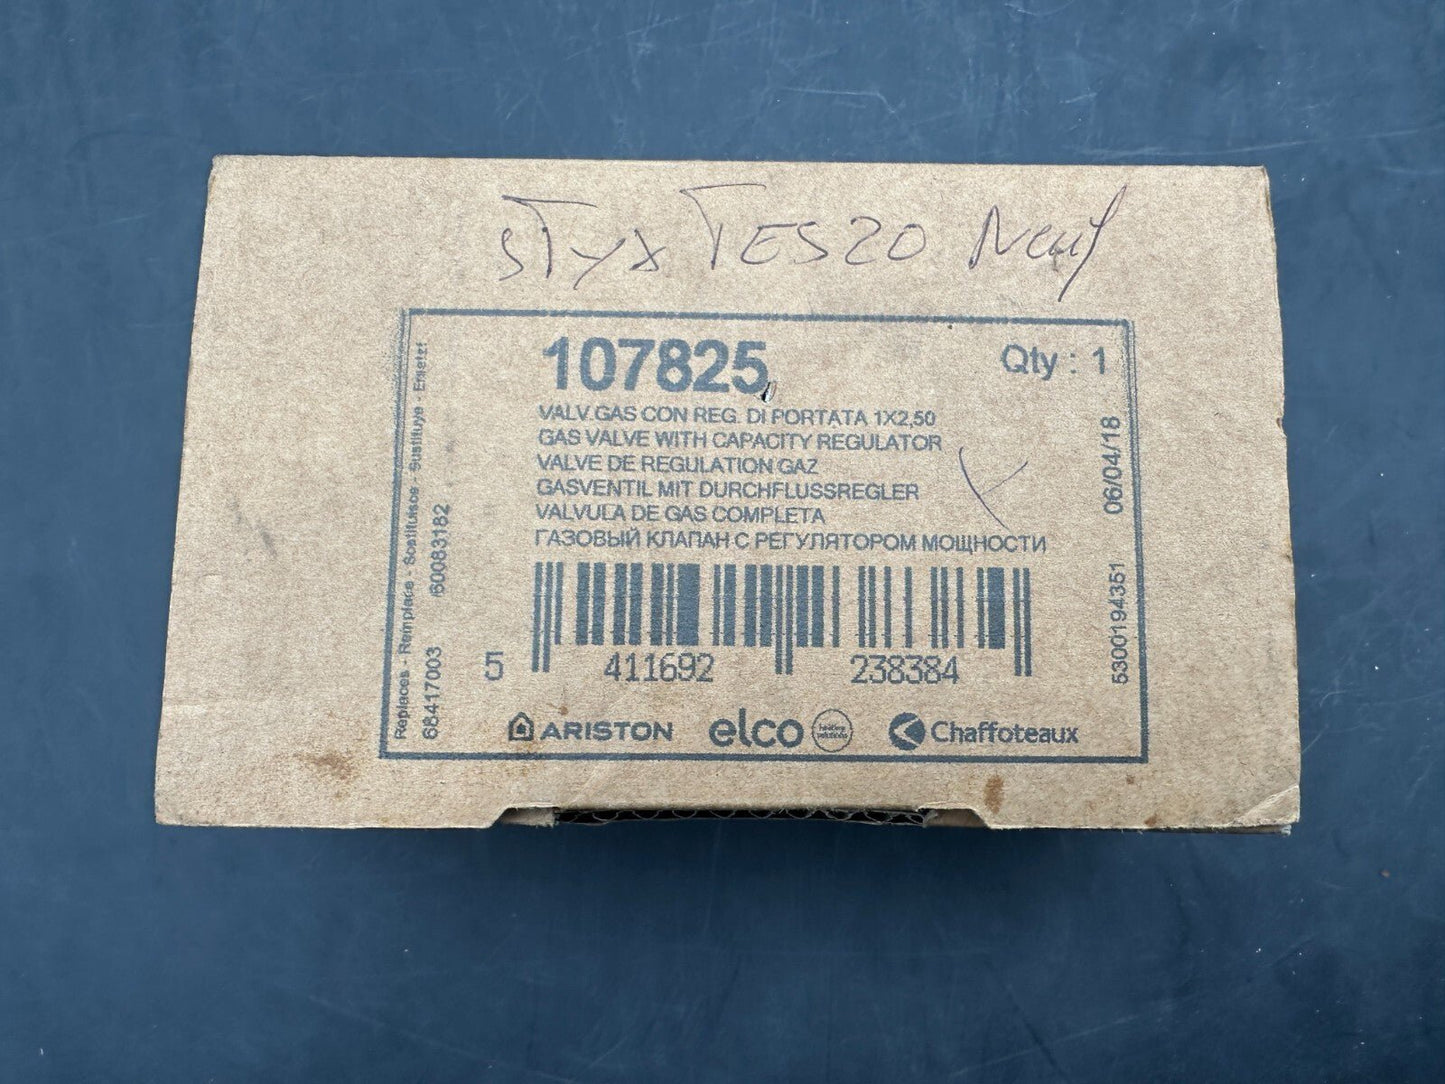 STyx TES20 Neuf
107825
Qty : 1
VALV.GAS CON REG. DI PORTATA 1X2,50
GAS VALVE WITH CAPACITY REGULATOR
VALVE DE REGULATION GAZ
GASVENTIL MIT DURCHFLUSSREGLER
VALVULA DE GAS COMPLETA
ГАЗОВЫЙ КЛАПАН С РЕГУЛЯТОРОМ МОЩНОСТИ
5 411692 238384
ARISTON elco heating solutions Chaffoteaux
Replaces - Remplace - Sostituisce - Sustituye - Ersetzt
68417003 60083182
5300194351 06/04/18